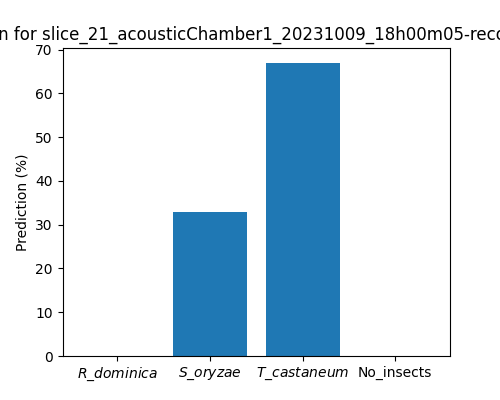 n for slice_21_acousticChamber1_20231009_18h00m05-reco
Prediction (%)
70
60
50
40
30
20
10
0
R_dominica S_oryzae T_castaneum No_insects